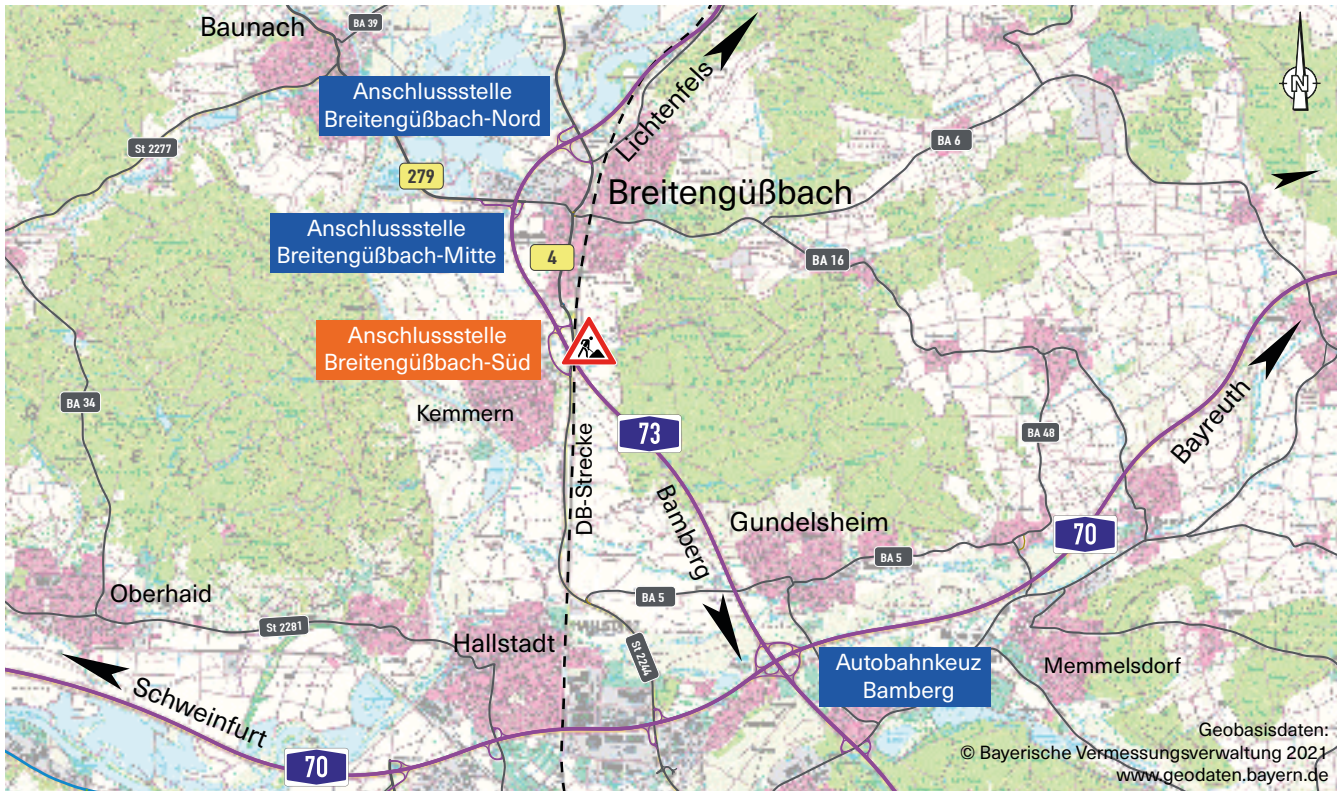 Baunach
BA 39
Anschlussstelle
Breitengüßbach-Nord
Lichtenfels
N
St 2277
BA 6
279
Breitengüßbach
Anschlussstelle
Breitengüßbach-Mitte
4
BA 16
Anschlussstelle
Breitengüßbach-Süd
BA 34
Kemmern
73
BA 48
Bayreuth
DB-Strecke
Bamberg
Gundelsheim
70
BA 5
Oberhaid
BA 5
St 2281
Hallstadt
St 2244
Autobahnkeuz
Bamberg
Memmelsdorf
Schweinfurt
70
Geobasisdaten:
© Bayerische Vermessungsverwaltung 2021
www.geodaten.bayern.de